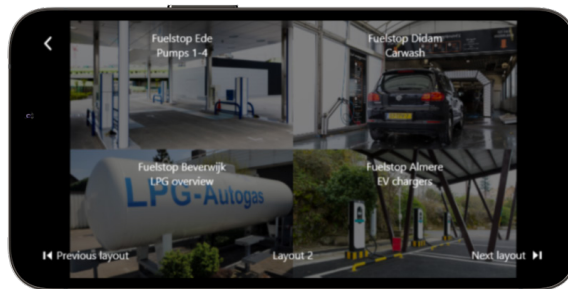 Fuelstop Ede
Pumps 1-4
Fuelstop Didam
Carwash
Fuelstop Beverwijk
LPG overview
LPG-Autogas
Fuelstop Almere
EV chargers
Previous layout
Layout 2
Next layout